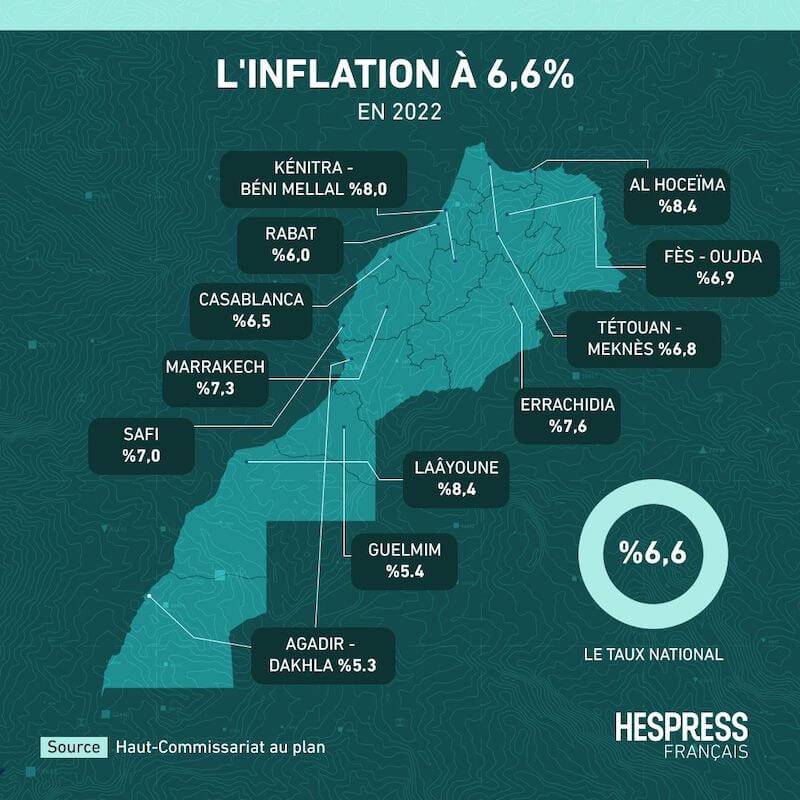 L'INFLATION À 6,6%
EN 2022
KÉNITRA -
BÉNI MELLAL %8,0
AL HOCEÏMA
%8,4
RABAT
%6,0
FÈS - OUJDA
%6,9
CASABLANCA
%6,5
TÉTOUAN -
MEKNÈS %6,8
MARRAKECH
%7,3
ERRACHIDIA
%7,6
SAFI
%7,0
LAÂYOUNE
%8,4
GUELMIM
%5.4
%6,6
LE TAUX NATIONAL
AGADIR -
DAKHLA %5.3
Source Haut-Commissariat au plan
HESPRESS
FRANÇAIS